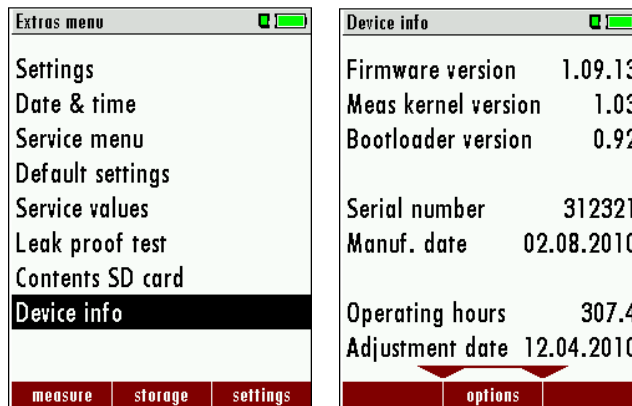 Extras menu
Settings
Date & time
Service menu
Default settings
Service values
Leak proof test
Contents SD card
Device info
measure storage settings
Device info
Firmware version 1.09.13
Meas kernel version 1.03
Bootloader version 0.92
Serial number 312321
Manuf. date 02.08.2010
Operating hours 307.4
Adjustment date 12.04.2010
options